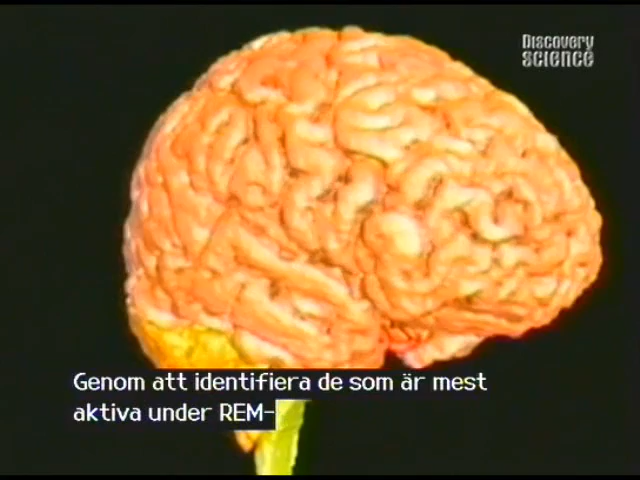 Discovery
SCIENCE
Genom att identifiera de som är mest
aktiva under REM-